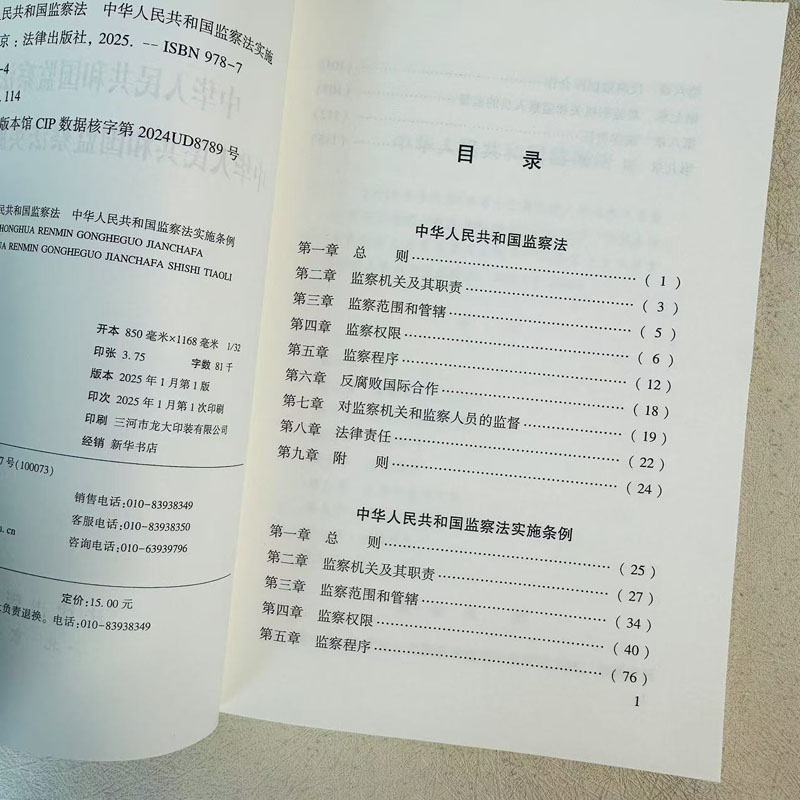 民共和国监察法 中华人民共和国监察法实施
京：法律出版社，2025. -- ISBN 978-7
-4
.114
版本馆 CIP 数据核字第 2024UD8789 号
民共和国监察法 中华人民共和国监察法实施条例
HONGHUA RENMIN GONGHEGUO JIANCHAFA
UA RENMIN GONGHEGUO JIANCHAFA SHISHI TIAOLI
开本 850 毫米×1168 毫米 1/32
印张 3.75 字数 81 千
版本 2025 年 1 月第 1 版
印次 2025 年 1 月第 1 次印刷
印刷 三河市龙大印装有限公司
经销 新华书店
7 号(100073)
销售电话:010-83938349
客服电话:010-83938350
u.cn
咨询电话:010-63939796
定价:15.00 元
负责退换。电话:010-83938349
目 录
中华人民共和国监察法
第一章 总 则……………………………（ 1 ）
第二章 监察机关及其职责……………………（ 3 ）
第三章 监察范围和管辖………………………（ 5 ）
第四章 监察权限………………………………（ 6 ）
第五章 监察程序………………………………（ 12 ）
第六章 反腐败国际合作………………………（ 18 ）
第七章 对监察机关和监察人员的监督…………（ 19 ）
第八章 法律责任………………………………（ 22 ）
第九章 附 则……………………………（ 24 ）
中华人民共和国监察法实施条例
第一章 总 则……………………………（ 25 ）
第二章 监察机关及其职责……………………（ 27 ）
第三章 监察范围和管辖………………………（ 34 ）
第四章 监察权限………………………………（ 40 ）
第五章 监察程序………………………………（ 76 ）
1